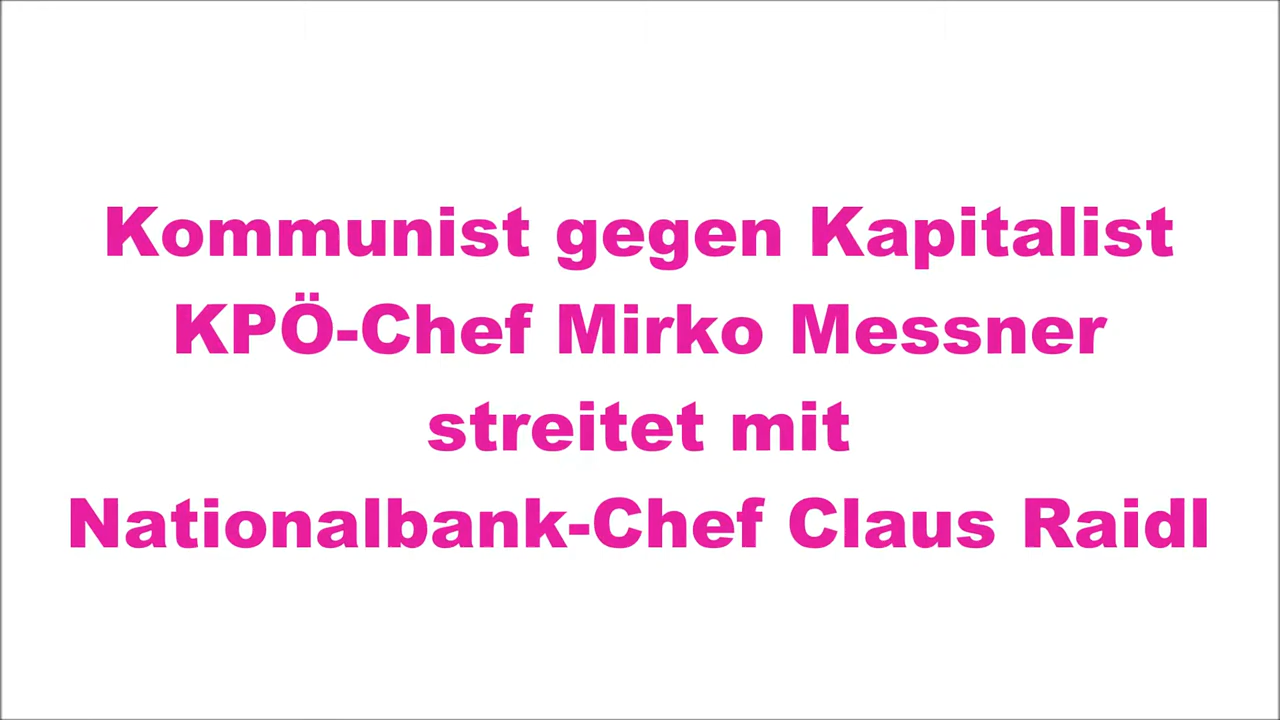 Kommunist gegen Kapitalist
KPÖ-Chef Mirko Messner
streitet mit
Nationalbank-Chef Claus Raidl